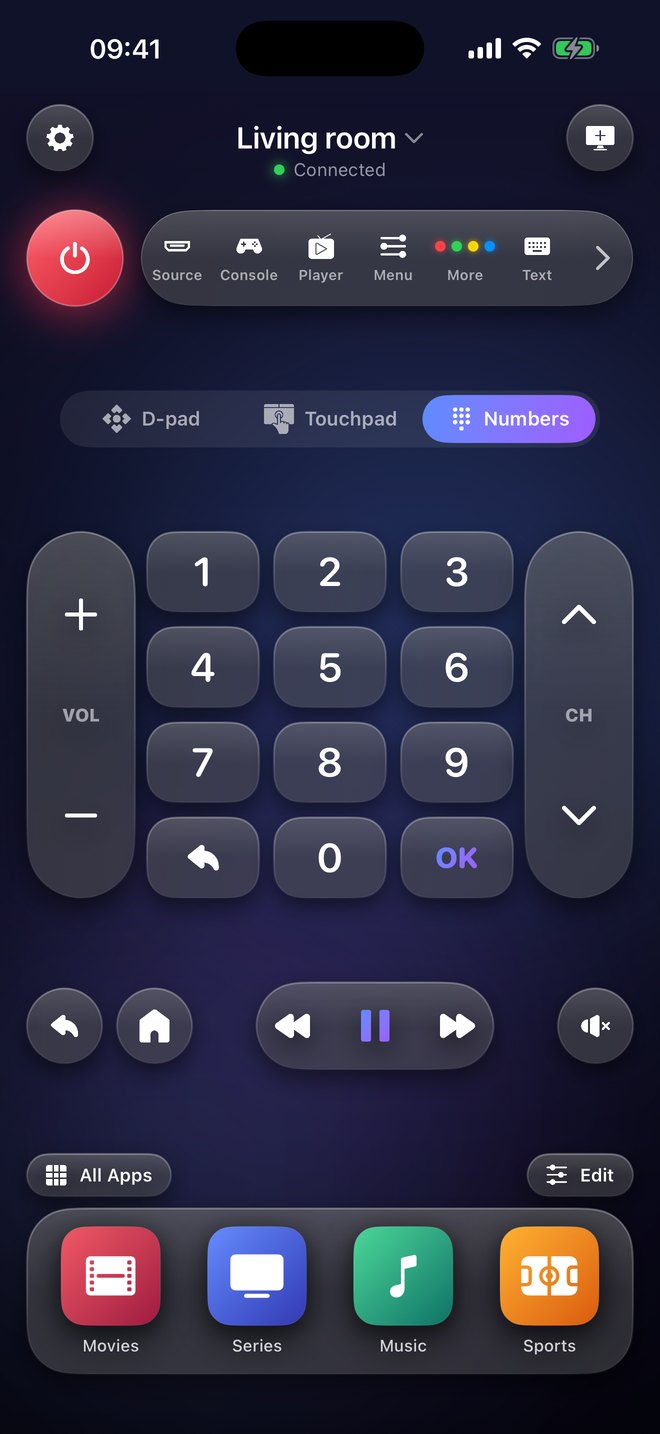 09:41
Living room
Connected
Source Console Player Menu More Text
D-pad Touchpad Numbers
1 2 3
4 5 6
VOL CH
7 8 9
0 OK
All Apps Edit
Movies Series Music Sports